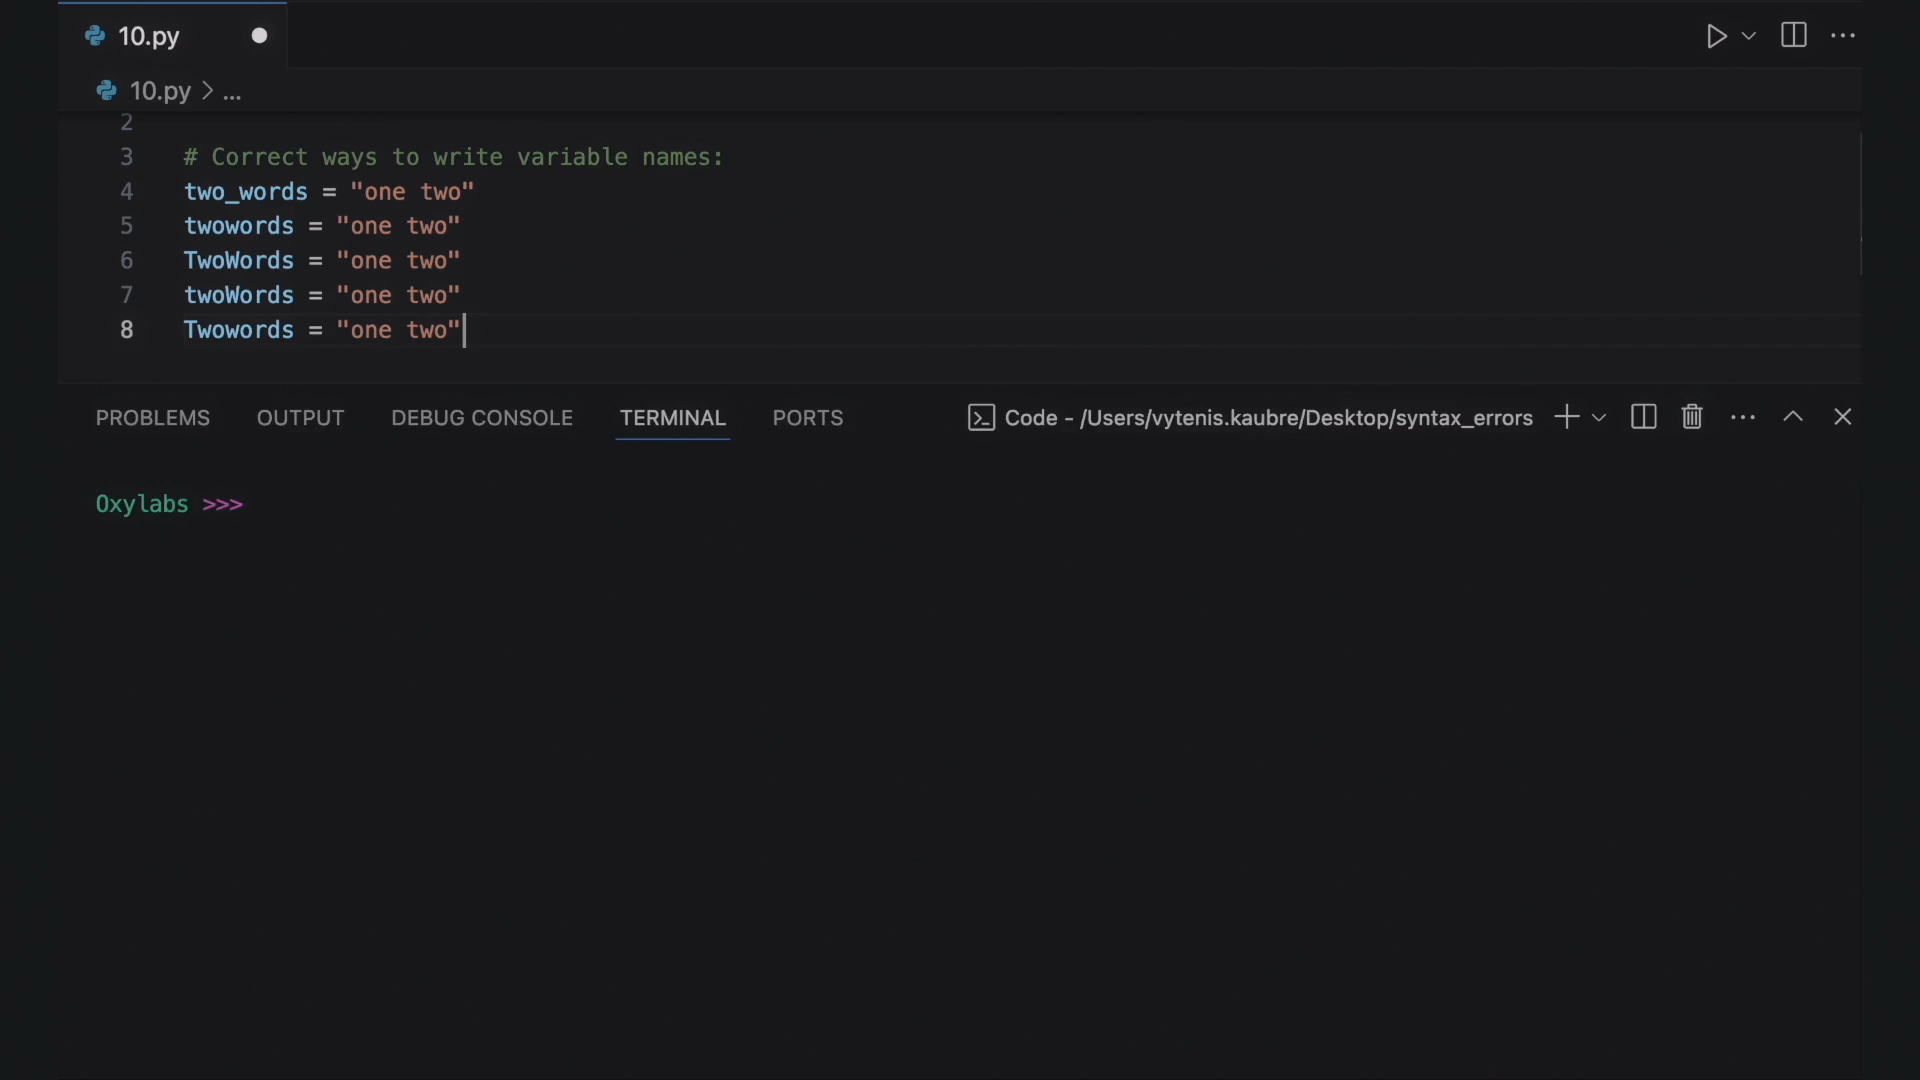 10.py
10.py > ...
2
3 # Correct ways to write variable names:
4 two_words = "one two"
5 twowords = "one two"
6 TwoWords = "one two"
7 twoWords = "one two"
8 Twowords = "one two"
PROBLEMS OUTPUT DEBUG CONSOLE TERMINAL PORTS Code - /Users/vytenis.kaubre/Desktop/syntax_errors
Oxylabs >>>